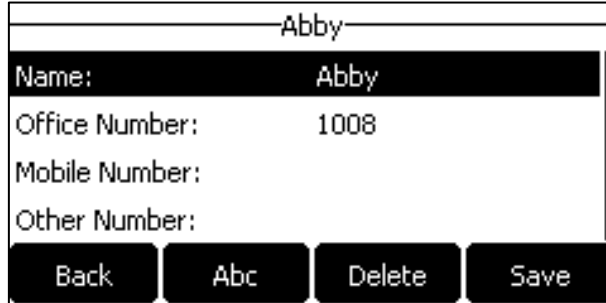 Abby
Name: Abby
Office Number: 1008
Mobile Number:
Other Number:
Back Abc Delete Save